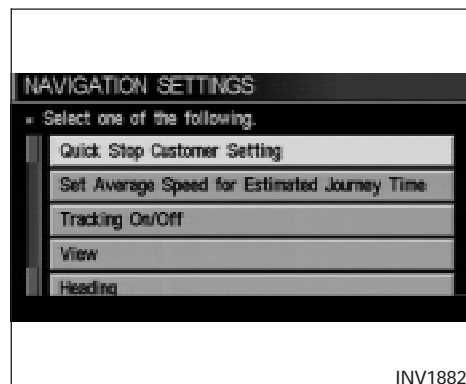 NAVIGATION SETTINGS
Select one of the following.
Quick Stop Customer Setting
Set Average Speed for Estimated Journey Time
Tracking On/Off
View
Heading
INV1882